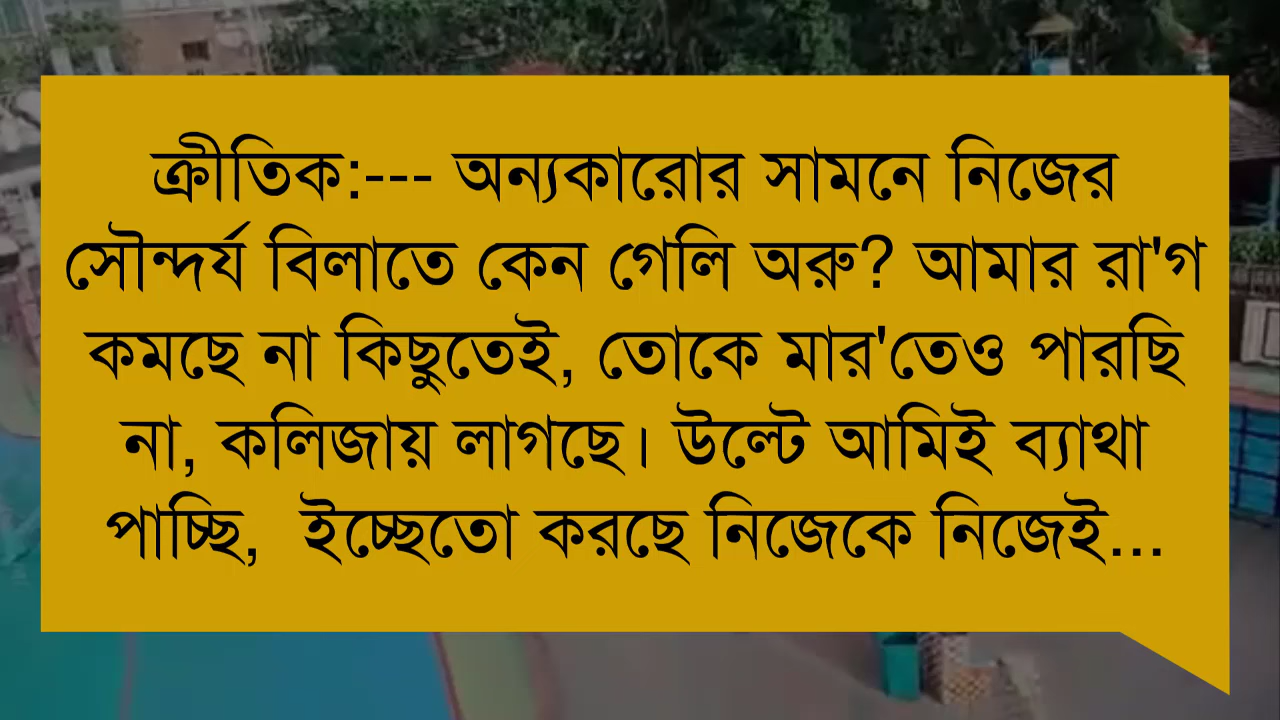 ক্রীতিক:--- অন্যকারোর সামনে নিজের
সৌন্দর্য বিলাতে কেন গেলি অরু? আমার রা'গ
কমছে না কিছুতেই, তোকে মার'তেও পারছি
না, কলিজায় লাগছে। উল্টে আমিই ব্যাথা
পাচ্ছি, ইচ্ছেতো করছে নিজেকে নিজেই...